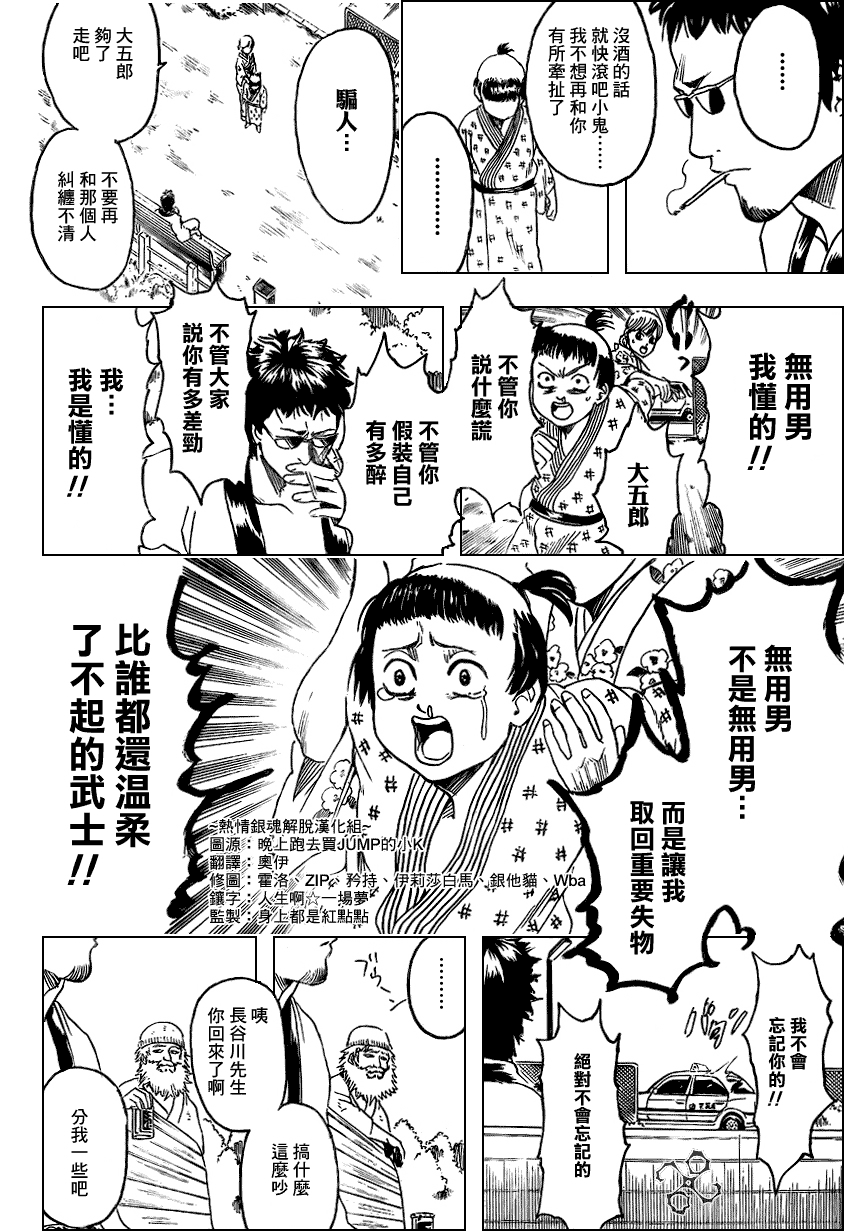 ……
沒酒的話
就快滾吧小鬼……
我不想再和你
有所牽扯了
…………
騙人…
大五郎
夠了
走吧
不要再
和那個人
糾纏不清
無用男
我懂的!!
不管你
說什麼謊
大五郎
不管你
假裝自己
有多醉
不管大家
說你有多差勁
我…
我是懂的!!
無用男
不是無用男…
而是讓我
取回重要失物
比誰都還温柔
了不起的武士!!
~熱情銀魂解脫漢化組~
圖源：晚上跑去買JUMP的小K
翻譯：奧伊
修圖：霍洛、ZIP、矜持、伊莉莎白馬、銀他貓、Wba
鑲字：人生啊☆一場夢
監製：身上都是紅點點
我不會
忘記你的!!
絕對不會忘記的
……
搞什麼
這麼吵
咦
長谷川先生
你回來了啊
分我一些吧